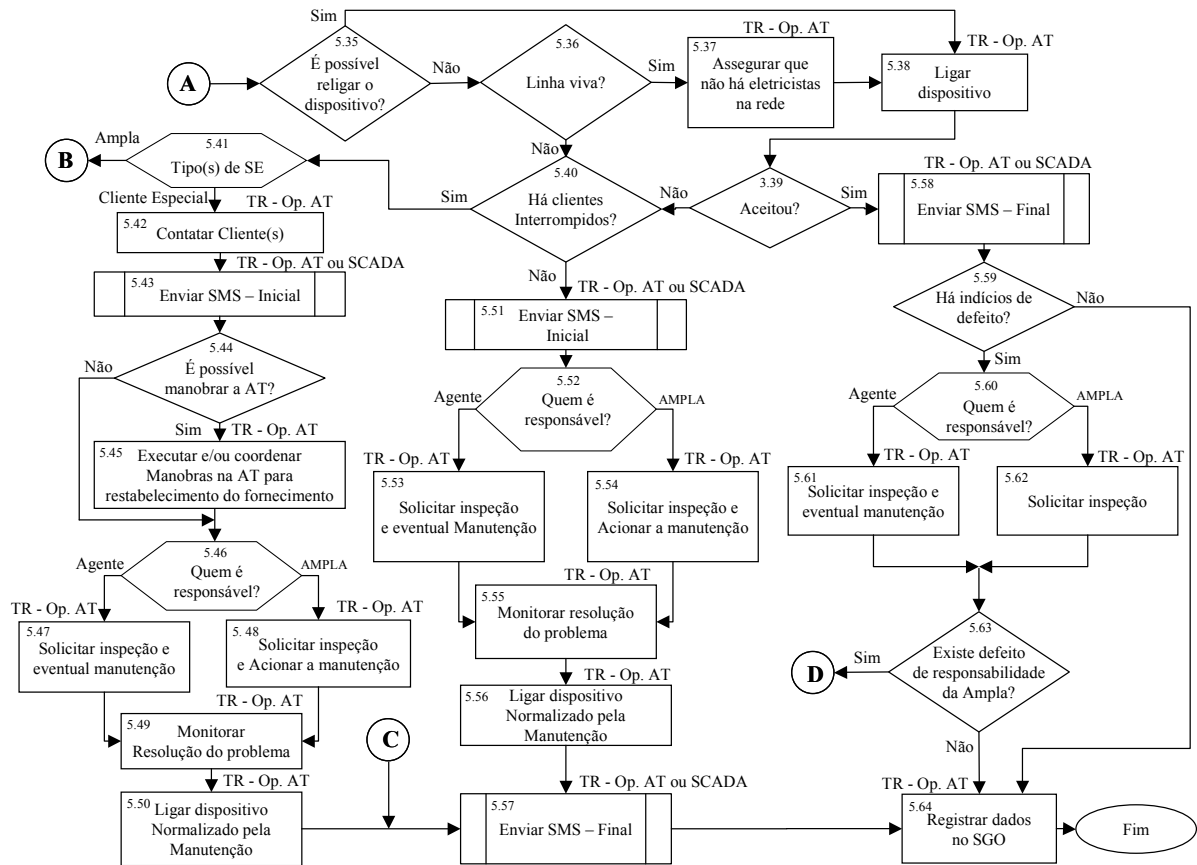 Sim
TR - Op. AT
TR - Op. AT
5.35
É possível
religar o
dispositivo?
Não
5.36
Linha viva?
Sim
5.37
Assegurar que
não há eletricistas
na rede
5.38
Ligar
dispositivo
A
Ampla
B
5.41
Tipo(s) de SE
Sim
Não
5.40
Há clientes
Interrompidos?
Não
3.39
Aceitou?
Sim
TR - Op. AT ou SCADA
5.58
Enviar SMS – Final
Cliente Especial
TR - Op. AT
5.42
Contatar Cliente(s)
TR - Op. AT ou SCADA
5.43
Enviar SMS – Inicial
Não
TR - Op. AT ou SCADA
5.51
Enviar SMS –
Inicial
5.59
Há indícios de
defeito?
Não
Sim
5.44
É possível
manobrar a AT?
Não
Sim
TR - Op. AT
5.45
Executar e/ou coordenar
Manobras na AT para
restabelecimento do fornecimento
5.52
Quem é
responsável?
Agente
AMPLA
TR - Op. AT
TR - Op. AT
5.53
Solicitar inspeção
e eventual Manutenção
5.54
Solicitar inspeção e
Acionar a manutenção
5.60
Quem é
responsável?
Agente
AMPLA
TR - Op. AT
TR - Op. AT
5.61
Solicitar inspeção e
eventual manutenção
5.62
Solicitar inspeção
5.46
Quem é
responsável?
Agente
AMPLA
TR - Op. AT
TR - Op. AT
5.47
Solicitar inspeção e
eventual manutenção
5. 48
Solicitar inspeção
e Acionar a manutenção
TR - Op. AT
5.55
Monitorar resolução
do problema
5.63
Existe defeito
de responsabilidade
da Ampla?
Sim
D
Não
TR - Op. AT
5.49
Monitorar
Resolução do problema
C
TR - Op. AT
5.56
Ligar dispositivo
Normalizado pela
Manutenção
TR - Op. AT
5.50
Ligar dispositivo
Normalizado pela
Manutenção
TR - Op. AT ou SCADA
5.57
Enviar SMS – Final
TR - Op. AT
5.64
Registrar dados
no SGO
Fim